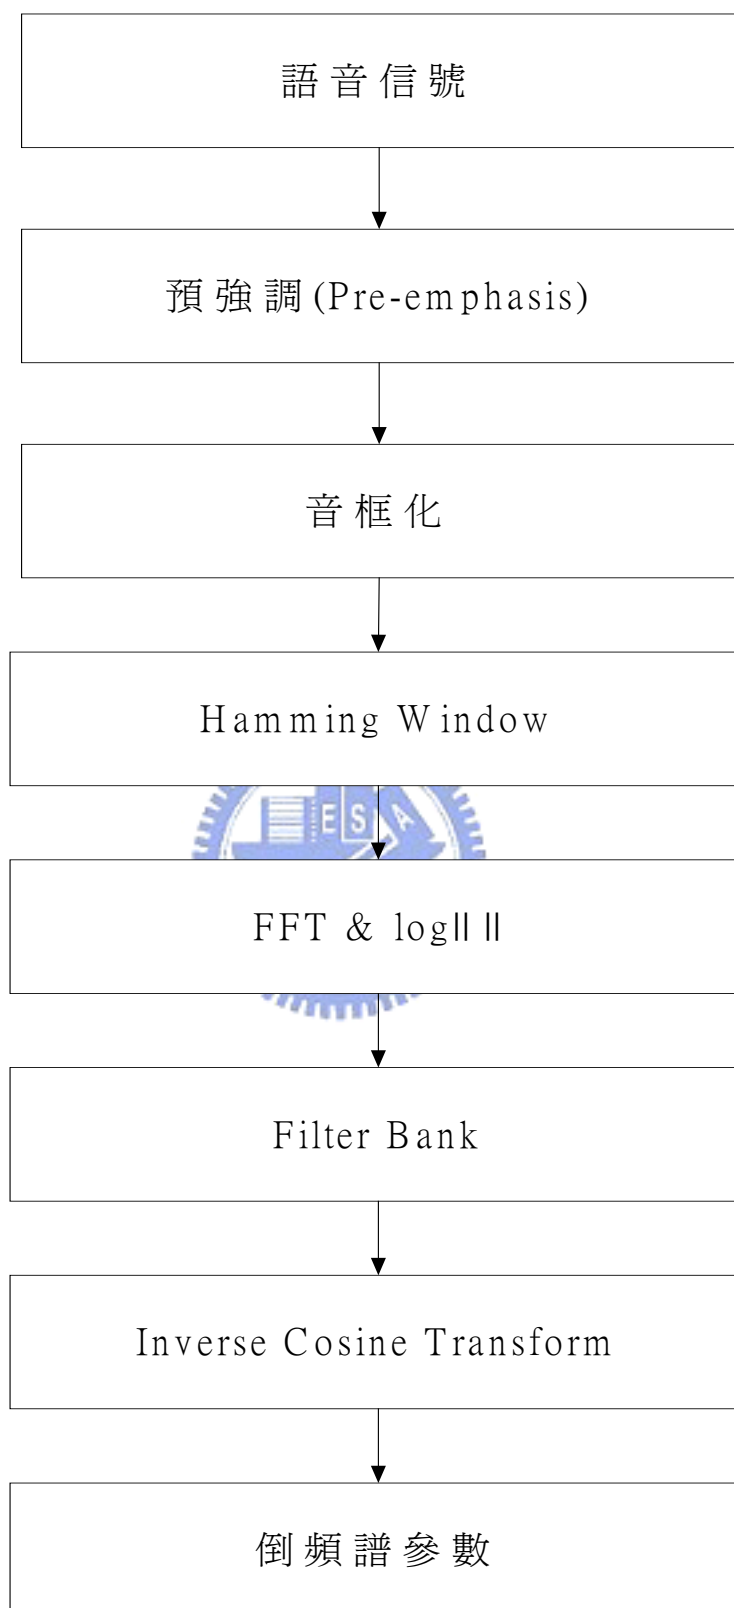 語音信號
預強調(Pre-emphasis)
音框化
Hamming Window
ESA
FFT & log|| ||
Filter Bank
Inverse Cosine Transform
倒頻譜參數